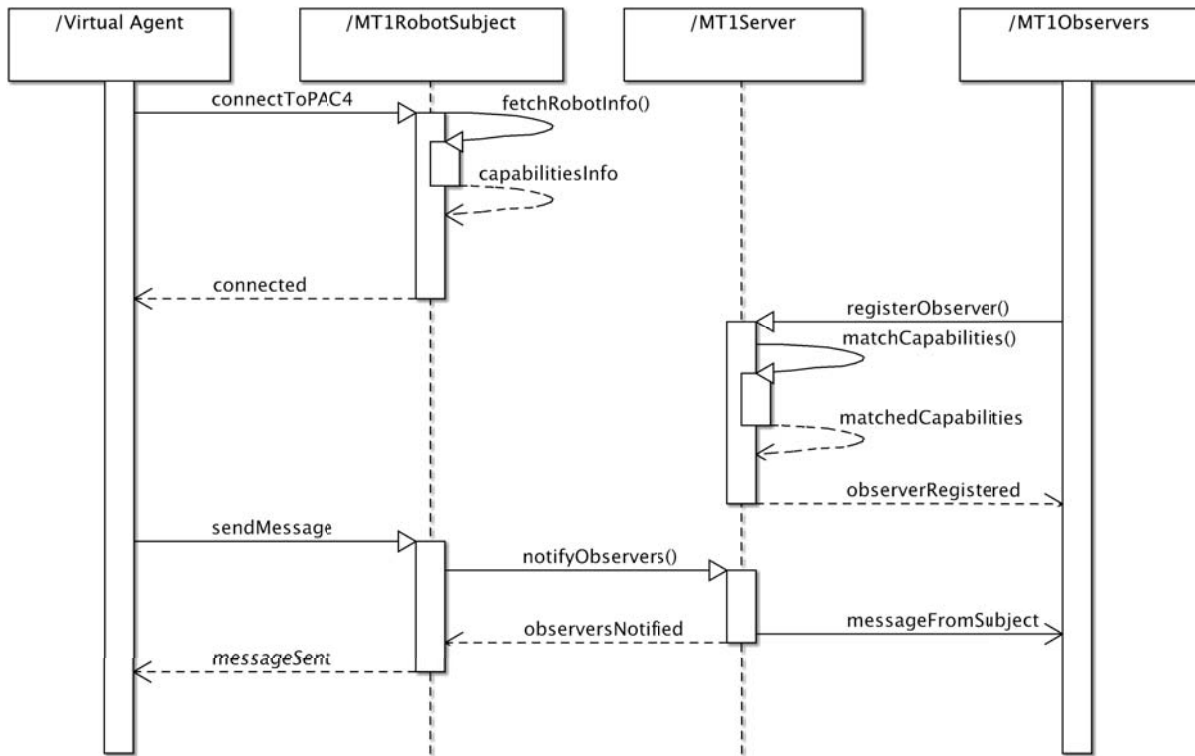 /Virtual Agent
/MT1RobotSubject
/MT1Server
/MT1Observers
connectToPAC4
fetchRobotInfo()
capabilitiesInfo
connected
registerObserver()
matchCapabilities()
matchedCapabilities
observerRegistered
sendMessage
notifyObservers()
messageFromSubject
observersNotified
messageSent